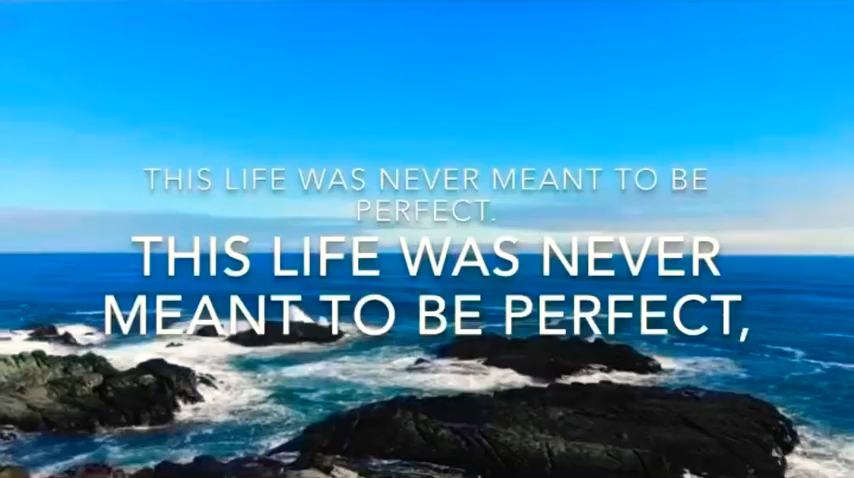 THIS LIFE WAS NEVER MEANT TO BE
PERFECT.
THIS LIFE WAS NEVER
MEANT TO BE PERFECT,